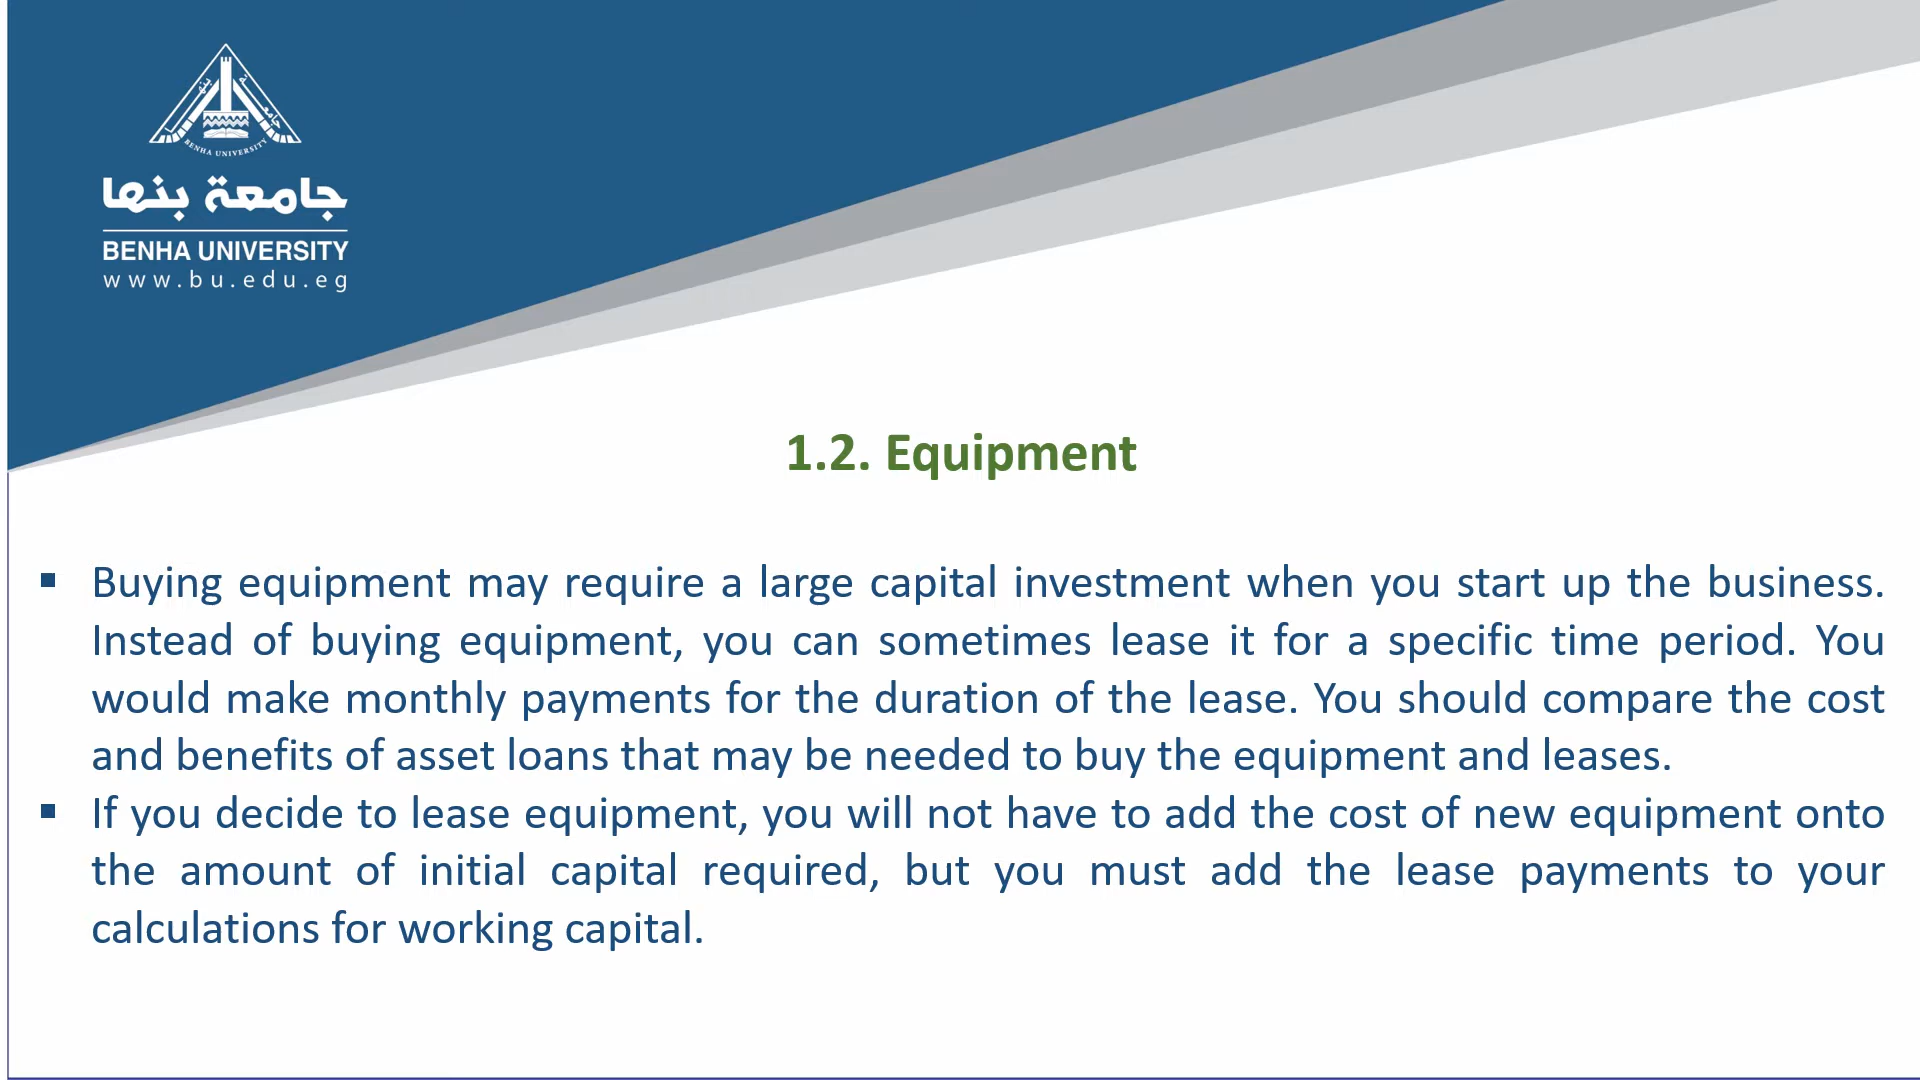 جامعة بنها
BENHA UNIVERSITY
جامعة بنها
BENHA UNIVERSITY
www.bu.edu.eg
1.2. Equipment
▪ Buying equipment may require a large capital investment when you start up the business.
Instead of buying equipment, you can sometimes lease it for a specific time period. You
would make monthly payments for the duration of the lease. You should compare the cost
and benefits of asset loans that may be needed to buy the equipment and leases.
▪ If you decide to lease equipment, you will not have to add the cost of new equipment onto
the amount of initial capital required, but you must add the lease payments to your
calculations for working capital.